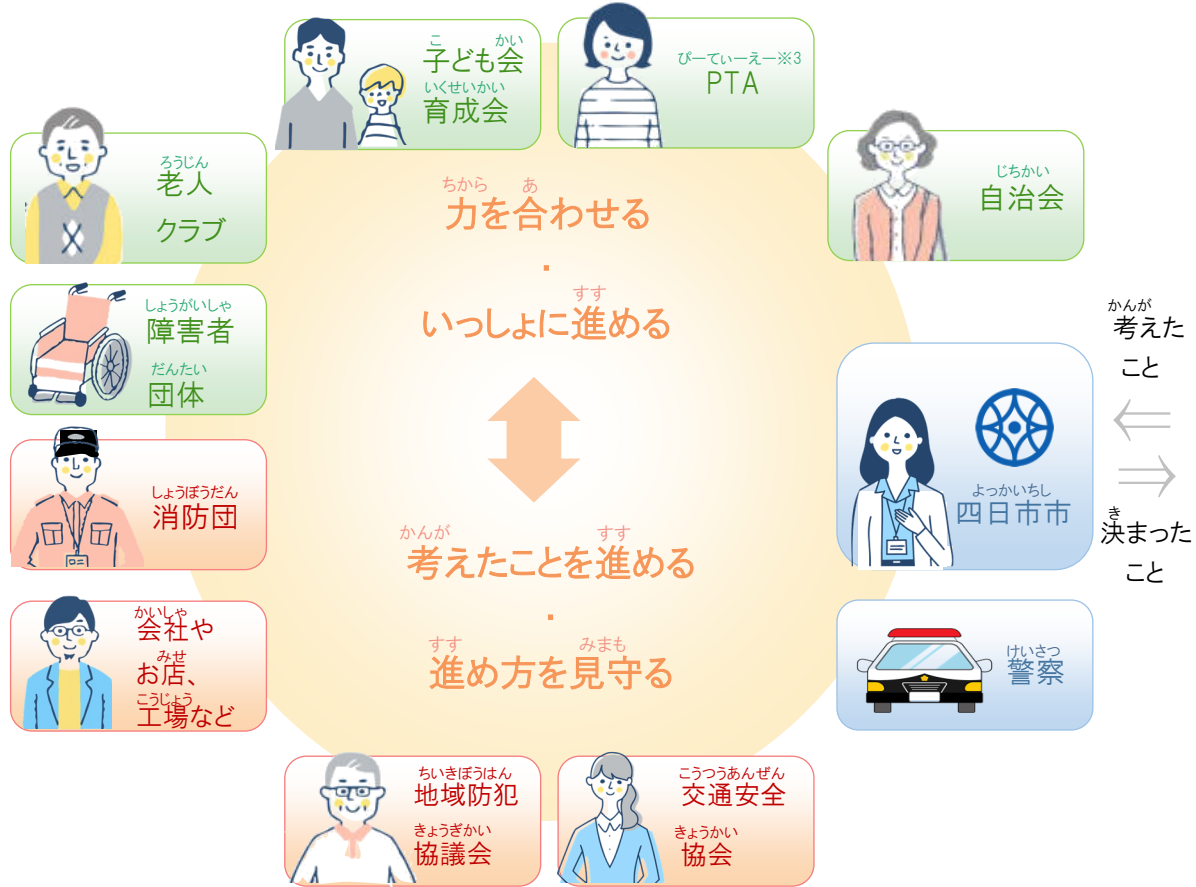 こ かい
子ども会
いくせいかい
育成会
ぴーてぃーえー※3
PTA
ろうじん
老人
クラブ
じちかい
自治会
ちから あ
力を合わせる
・
すす
いっしょに進める
しょうがいしゃ
障害者
だんたい
団体
かんが
考えた
こと
よっかいちし
四日市市
き
決まった
こと
しょうぼうだん
消防団
かんが すす
考えたことを進める
・
すす みまも
進め方を見守る
かいしゃ
会社や
みせ
お店、
こうじょう
工場など
けいさつ
警察
ちいきぼうはん
地域防犯
きょうぎかい
協議会
こうつうあんぜん
交通安全
きょうかい
協会